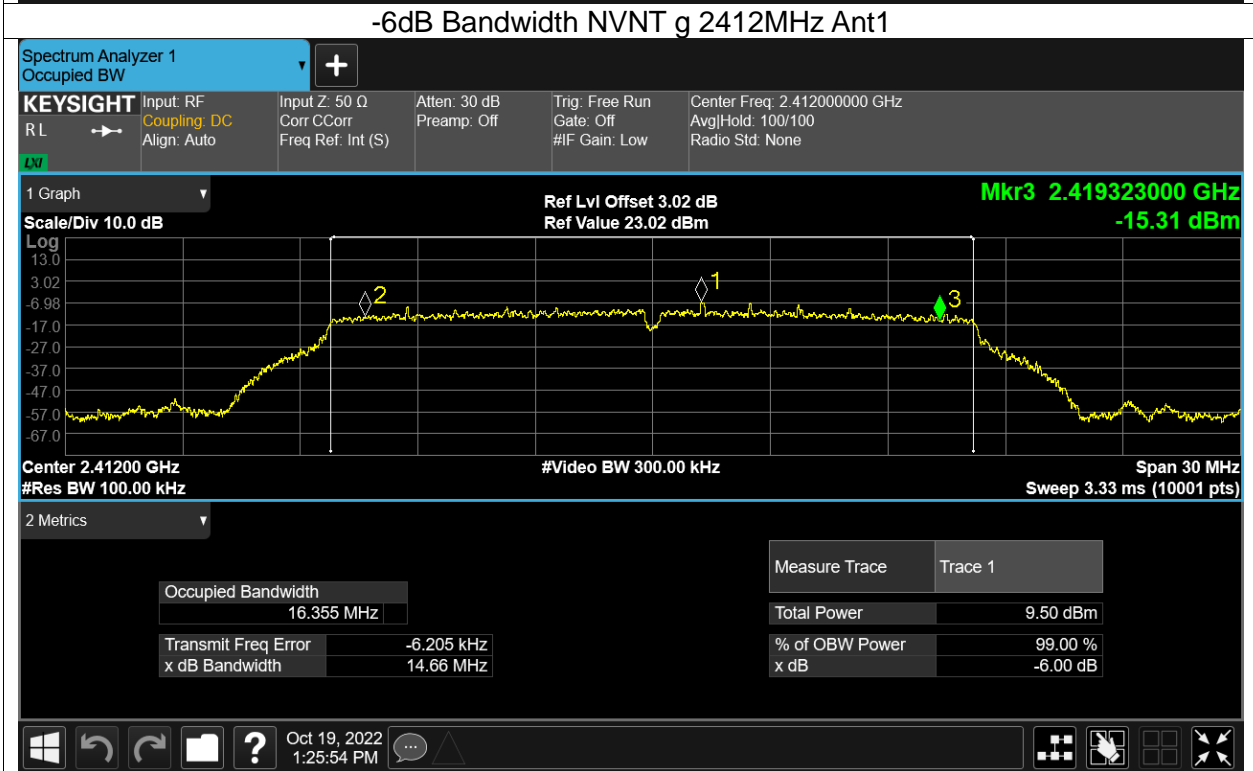 -6dB Bandwidth NVNT g 2412MHz Ant1
Spectrum Analyzer 1
Occupied BW
KEYSIGHT
R L
LXI
Input: RF
Coupling: DC
Align: Auto
Input Z: 50 Ω
Corr CCorr
Freq Ref: Int (S)
Atten: 30 dB
Preamp: Off
Trig: Free Run
Gate: Off
#IF Gain: Low
Center Freq: 2.412000000 GHz
Avg|Hold: 100/100
Radio Std: None
1 Graph
Scale/Div 10.0 dB
Ref Lvl Offset 3.02 dB
Ref Value 23.02 dBm
Mkr3 2.419323000 GHz
-15.31 dBm
Log
13.0
3.02
-6.98
-17.0
-27.0
-37.0
-47.0
-57.0
-67.0
2
1
3
Center 2.41200 GHz
#Res BW 100.00 kHz
#Video BW 300.00 kHz
Span 30 MHz
Sweep 3.33 ms (10001 pts)
2 Metrics
Occupied Bandwidth
16.355 MHz
Transmit Freq Error -6.205 kHz
x dB Bandwidth 14.66 MHz
Measure Trace Trace 1
Total Power 9.50 dBm
% of OBW Power 99.00 %
x dB -6.00 dB
?
Oct 19, 2022
1:25:54 PM